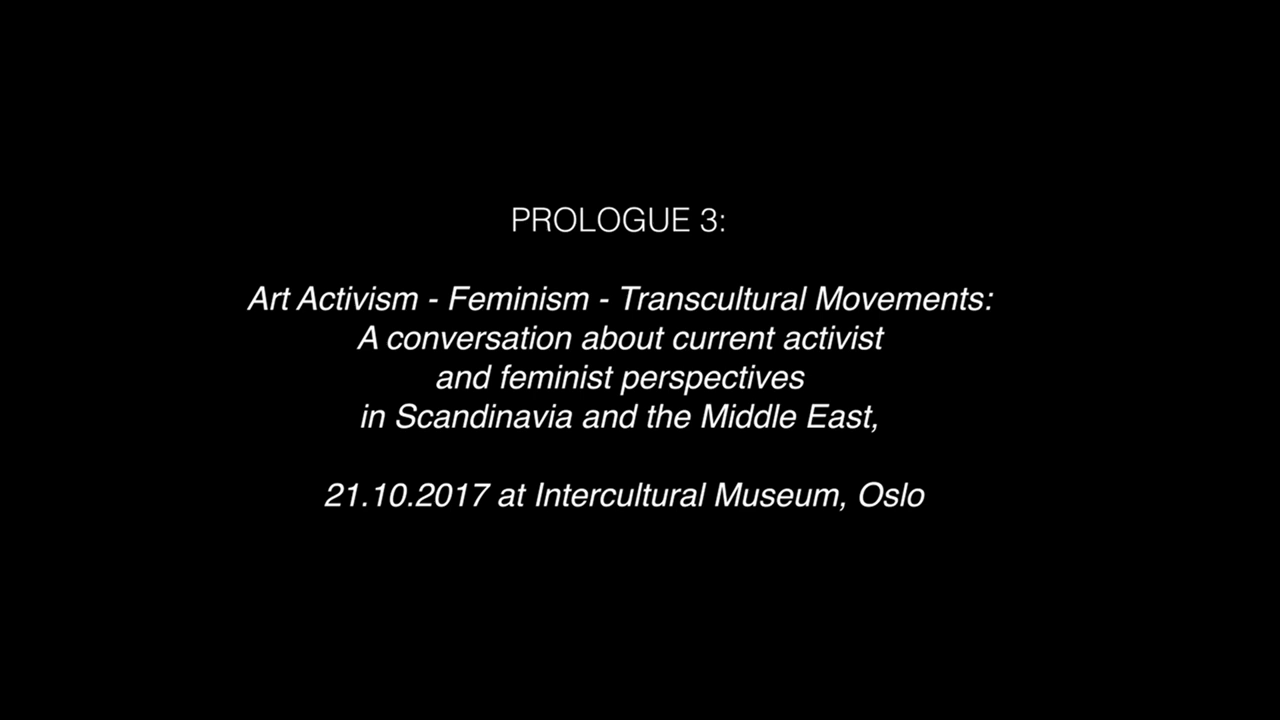 PROLOGUE 3:
Art Activism - Feminism - Transcultural Movements:
A conversation about current activist
and feminist perspectives
in Scandinavia and the Middle East,
21.10.2017 at Intercultural Museum, Oslo